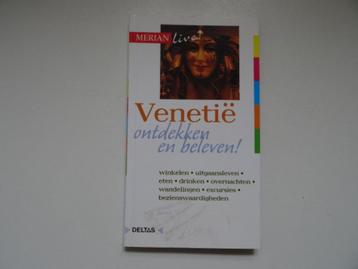 MERIAN live!
Venetië
ontdekken
en beleven!
winkelen • uitgaansleven •
eten • drinken • overnachten •
wandelingen • excursies •
bezienswaardigheden
DELTAS